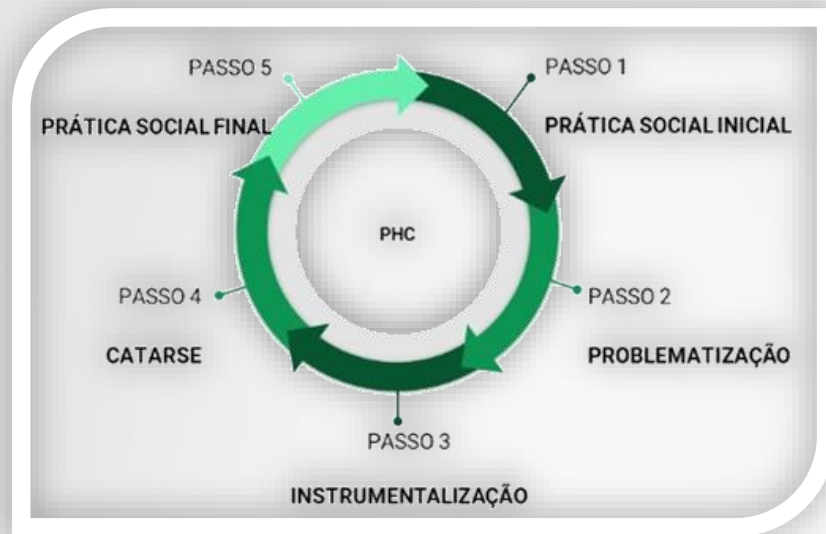 PASSO 1
PRÁTICA SOCIAL INICIAL
PASSO 2
PROBLEMATIZAÇÃO
PASSO 3
INSTRUMENTALIZAÇÃO
PASSO 4
CATARSE
PASSO 5
PRÁTICA SOCIAL FINAL
PHC